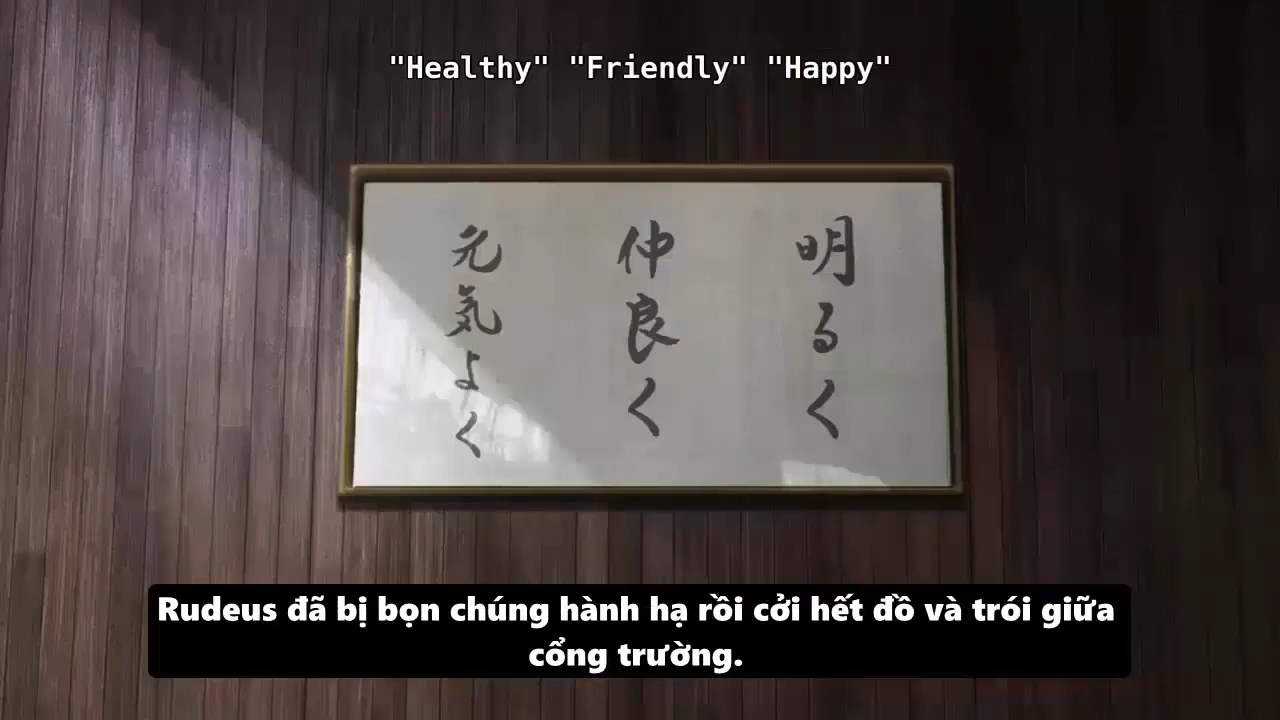 "Healthy" "Friendly" "Happy"
明るく
仲良く
元気よく
Rudeus đã bị bọn chúng hành hạ rồi cởi hết đồ và trói giữa
cổng trường.